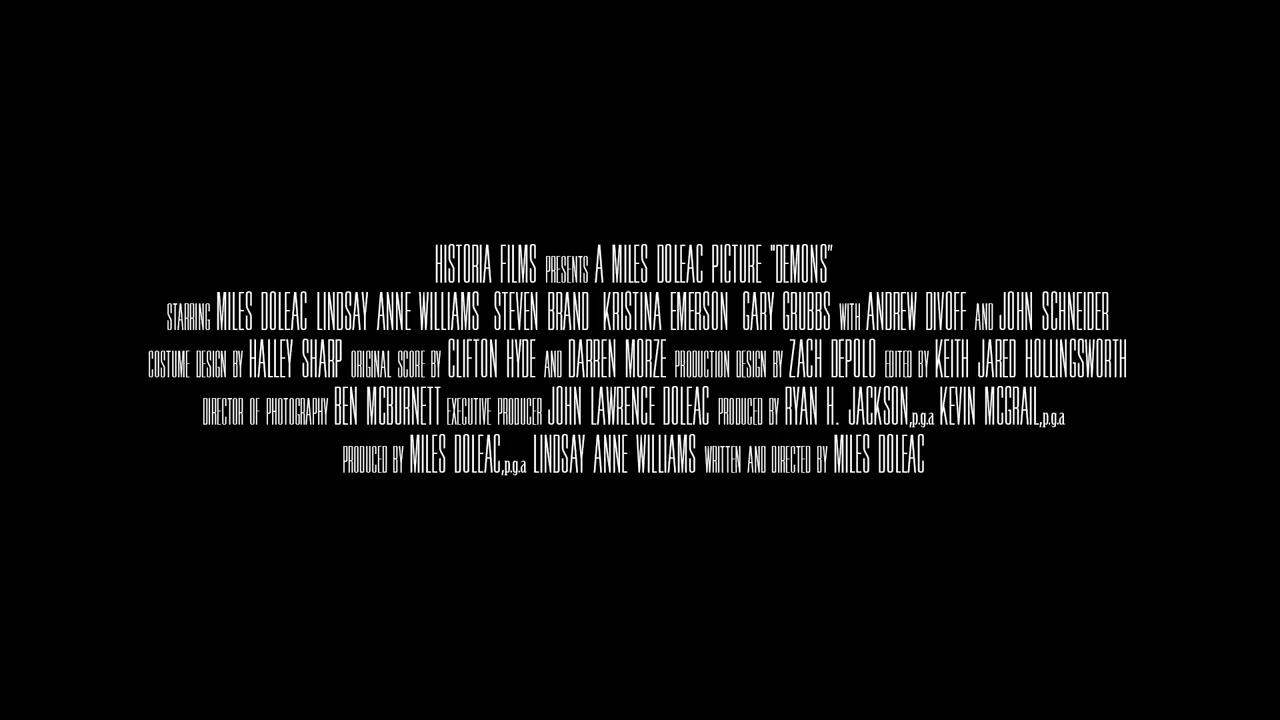 HISTORIA FILMS PRESENTS A MILES DOLEAC PICTURE "DEMONS"
STARRING MILES DOLEAC LINDSAY ANNE WILLIAMS STEVEN BRAND KRISTINA EMERSON GARY GRUBBS WITH ANDREW DIVOFF AND JOHN SCHNEIDER
COSTUME DESIGN BY HALLEY SHARP ORIGINAL SCORE BY CLIFTON HYDE AND DARREN MORZE PRODUCTION DESIGN BY ZACH DEPOLO EDITED BY KEITH JARED HOLLINGSWORTH
DIRECTOR OF PHOTOGRAPHY BEN MCBURNETT EXECUTIVE PRODUCER JOHN LAWRENCE DOLEAC PRODUCED BY RYAN H. JACKSON,p.g.a KEVIN MCGRAIL,p.g.a
PRODUCED BY MILES DOLEAC,p.g.a LINDSAY ANNE WILLIAMS WRITTEN AND DIRECTED BY MILES DOLEAC